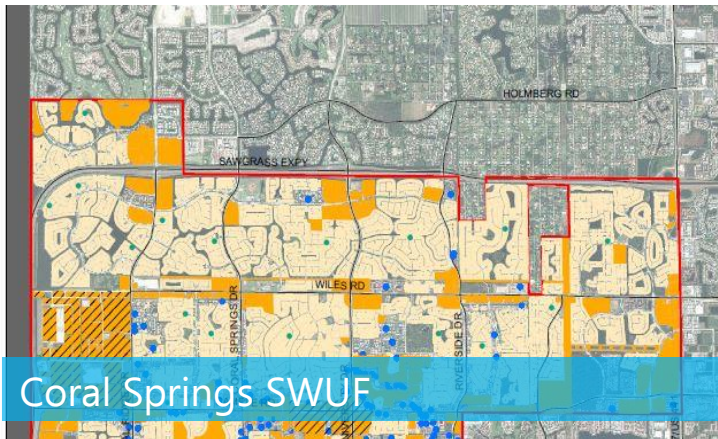 HOLMBERG RD
SAWGRASS EXPY
WILES RD
SPRINGS DR
RIVERSIDE DR
Coral Springs SWUF